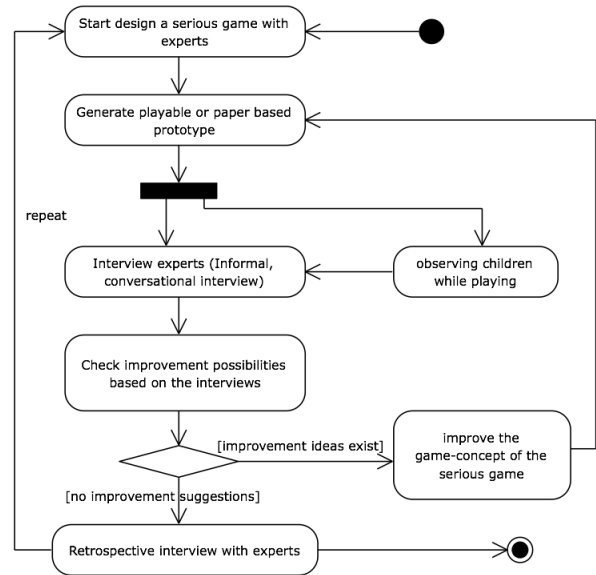 Start design a serious game with
experts
Generate playable or paper based
prototype
repeat
Interview experts (Informal,
conversational interview)
observing children
while playing
Check improvement possibilities
based on the interviews
[improvement ideas exist]
improve the
game-concept of the
serious game
[no improvement suggestions]
Retrospective interview with experts